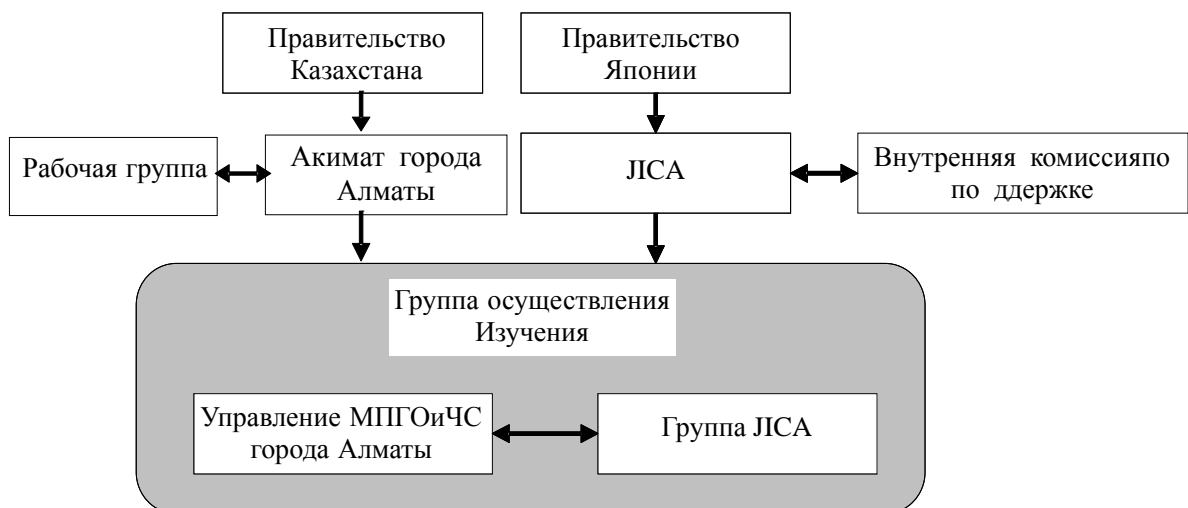 Правительство
Казахстана
Правительство
Японии
Рабочая группа
Акимат города
Алматы
JICA
Внутренняя комиссияпо
по ддержке
Группа осуществления
Изучения
Управление МПГОиЧС
города Алматы
Группа JICA